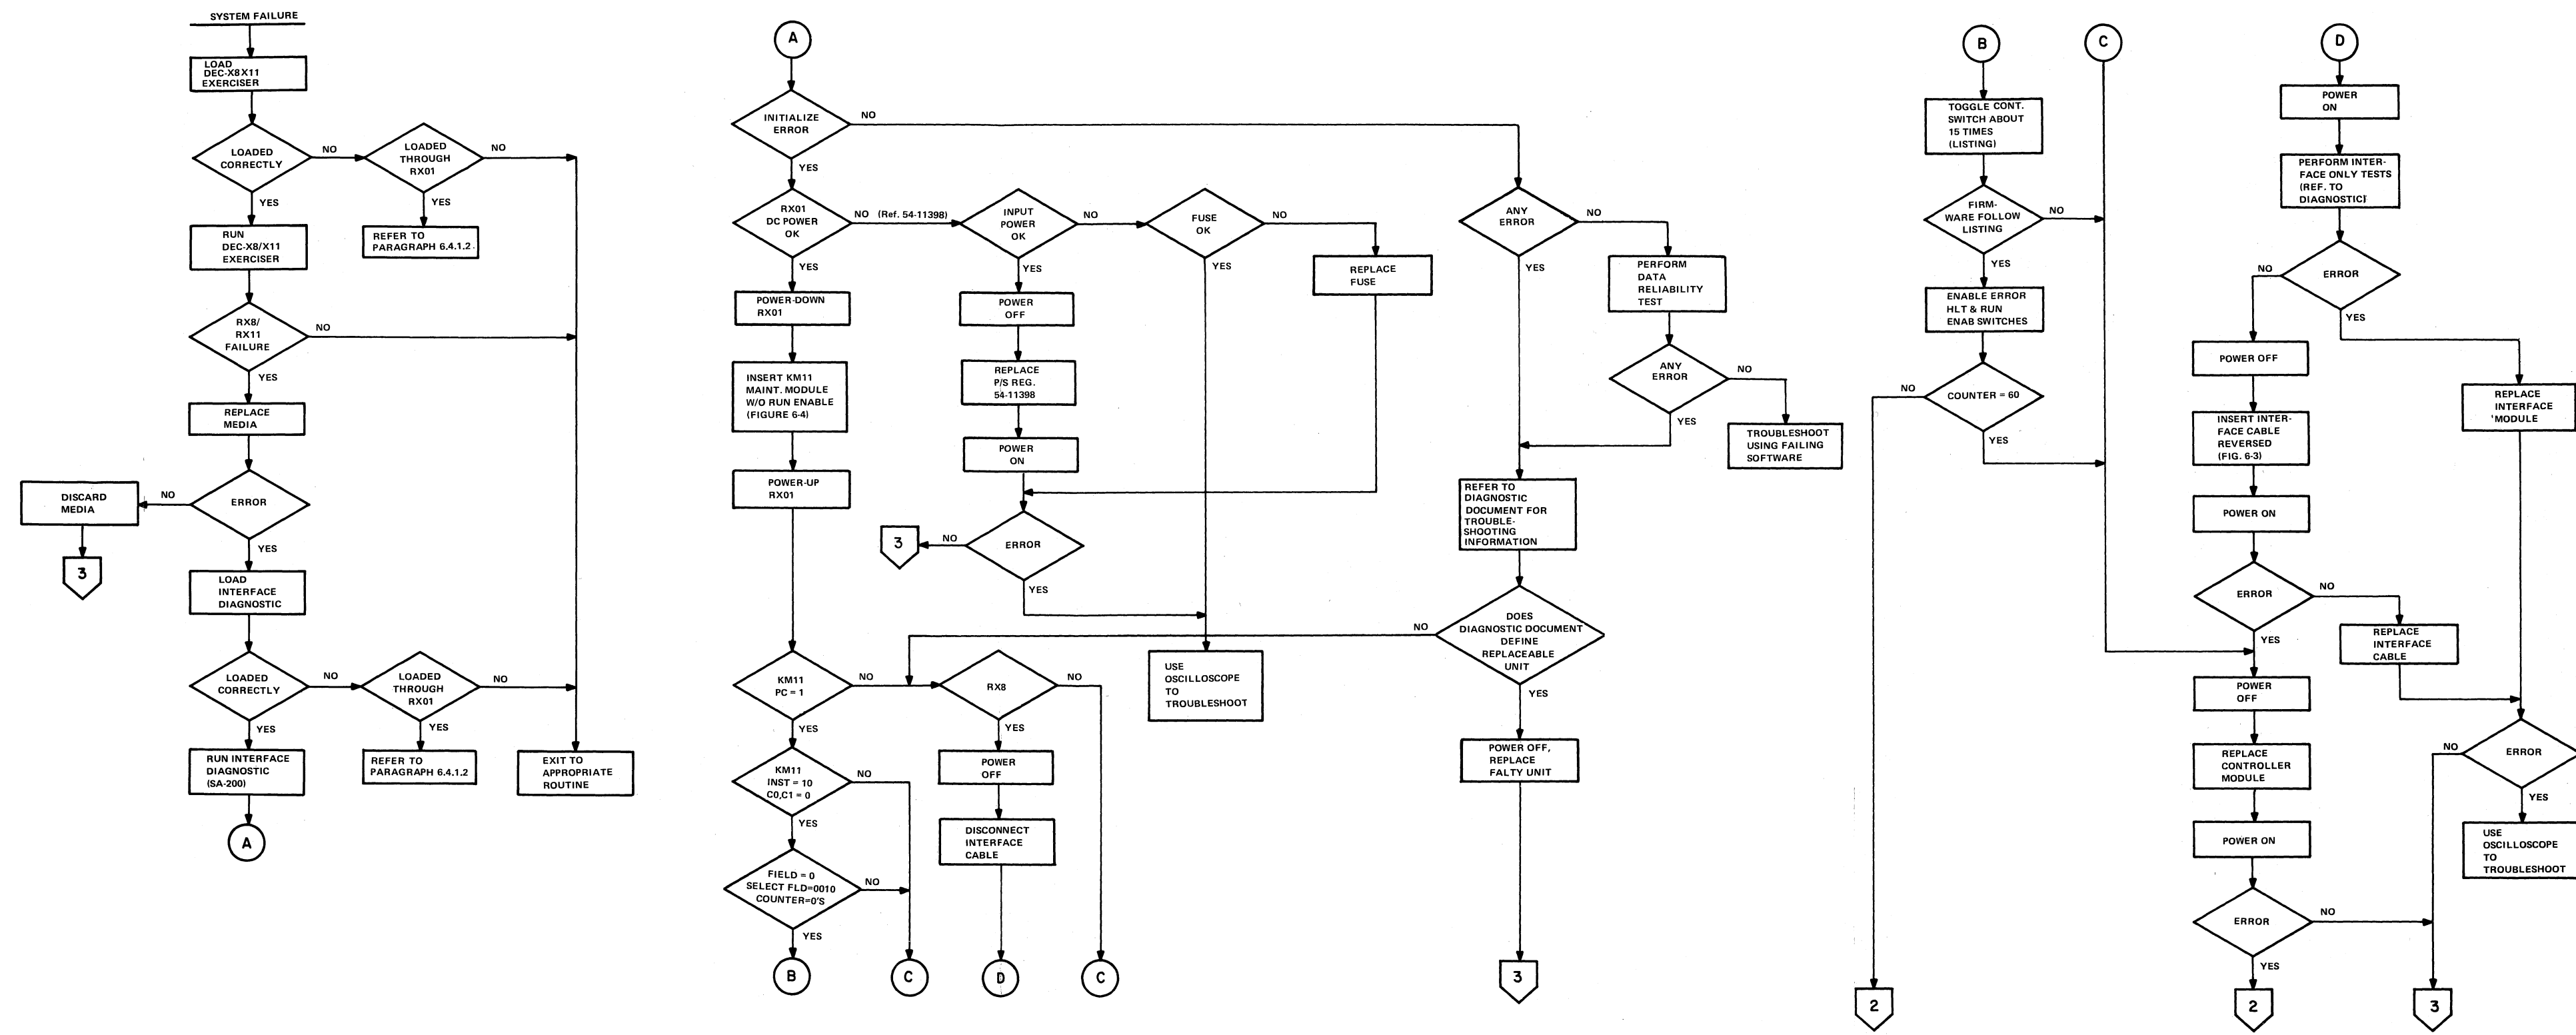 SYSTEM FAILURE
LOAD
DEC-X8X11
EXERCISER
LOADED
CORRECTLY
NO
LOADED
THROUGH
RX01
NO
YES
YES
RUN
DEC-X8/X11
EXERCISER
REFER TO
PARAGRAPH 6.4.1.2.
RX8/
RX11
FAILURE
NO
YES
REPLACE
MEDIA
ERROR
NO
DISCARD
MEDIA
3
YES
LOAD
INTERFACE
DIAGNOSTIC
LOADED
CORRECTLY
NO
LOADED
THROUGH
RX01
NO
YES
YES
RUN INTERFACE
DIAGNOSTIC
(SA-200)
REFER TO
PARAGRAPH 6.4.1.2
EXIT TO
APPROPRIATE
ROUTINE
A
A
INITIALIZE
ERROR
NO
YES
RX01
DC POWER
OK
NO (Ref. 54-11398)
INPUT
POWER
OK
NO
FUSE
OK
NO
YES
YES
YES
REPLACE
FUSE
POWER-DOWN
RX01
POWER
OFF
INSERT KM11
MAINT. MODULE
W/O RUN ENABLE
(FIGURE 6-4)
REPLACE
P/S REG.
54-11398
POWER
ON
POWER-UP
RX01
ERROR
NO
3
YES
USE
OSCILLOSCOPE
TO
TROUBLESHOOT
ANY
ERROR
NO
YES
PERFORM
DATA
RELIABILITY
TEST
ANY
ERROR
NO
YES
TROUBLESHOOT
USING FAILING
SOFTWARE
REFER TO
DIAGNOSTIC
DOCUMENT FOR
TROUBLE-
SHOOTING
INFORMATION
DOES
DIAGNOSTIC DOCUMENT
DEFINE
REPLACEABLE
UNIT
NO
YES
POWER OFF,
REPLACE
FALTY UNIT
3
KM11
PC = 1
NO
RX8
NO
YES
YES
KM11
INST = 10
C0,C1 = 0
NO
YES
POWER
OFF
DISCONNECT
INTERFACE
CABLE
FIELD = 0
SELECT FLD=0010
COUNTER=0'S
NO
YES
B
C
D
C
B
TOGGLE CONT.
SWITCH ABOUT
15 TIMES
(LISTING)
FIRM-
WARE FOLLOW
LISTING
NO
YES
ENABLE ERROR
HLT & RUN
ENAB SWITCHES
COUNTER = 60
NO
YES
2
C
D
POWER
ON
PERFORM INTER-
FACE ONLY TESTS
(REF. TO
DIAGNOSTIC)
ERROR
NO
YES
POWER OFF
REPLACE
INTERFACE
MODULE
INSERT INTER-
FACE CABLE
REVERSED
(FIG. 6-3)
POWER ON
ERROR
NO
YES
REPLACE
INTERFACE
CABLE
POWER
OFF
REPLACE
CONTROLLER
MODULE
POWER ON
ERROR
NO
YES
2
ERROR
NO
YES
USE
OSCILLOSCOPE
TO
TROUBLESHOOT
3